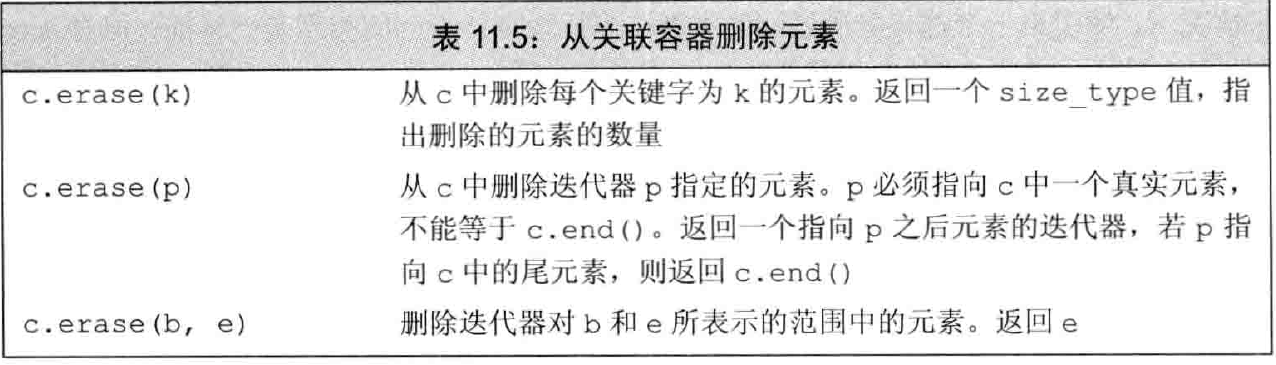 表 11.5：从关联容器删除元素
c.erase(k) 从 c 中删除每个关键字为 k 的元素。返回一个 size_type 值，指
出删除的元素的数量
c.erase(p) 从 c 中删除迭代器 p 指定的元素。p 必须指向 c 中一个真实元素，
不能等于 c.end()。返回一个指向 p 之后元素的迭代器，若 p 指
向 c 中的尾元素，则返回 c.end()
c.erase(b, e) 删除迭代器对 b 和 e 所表示的范围中的元素。返回 e